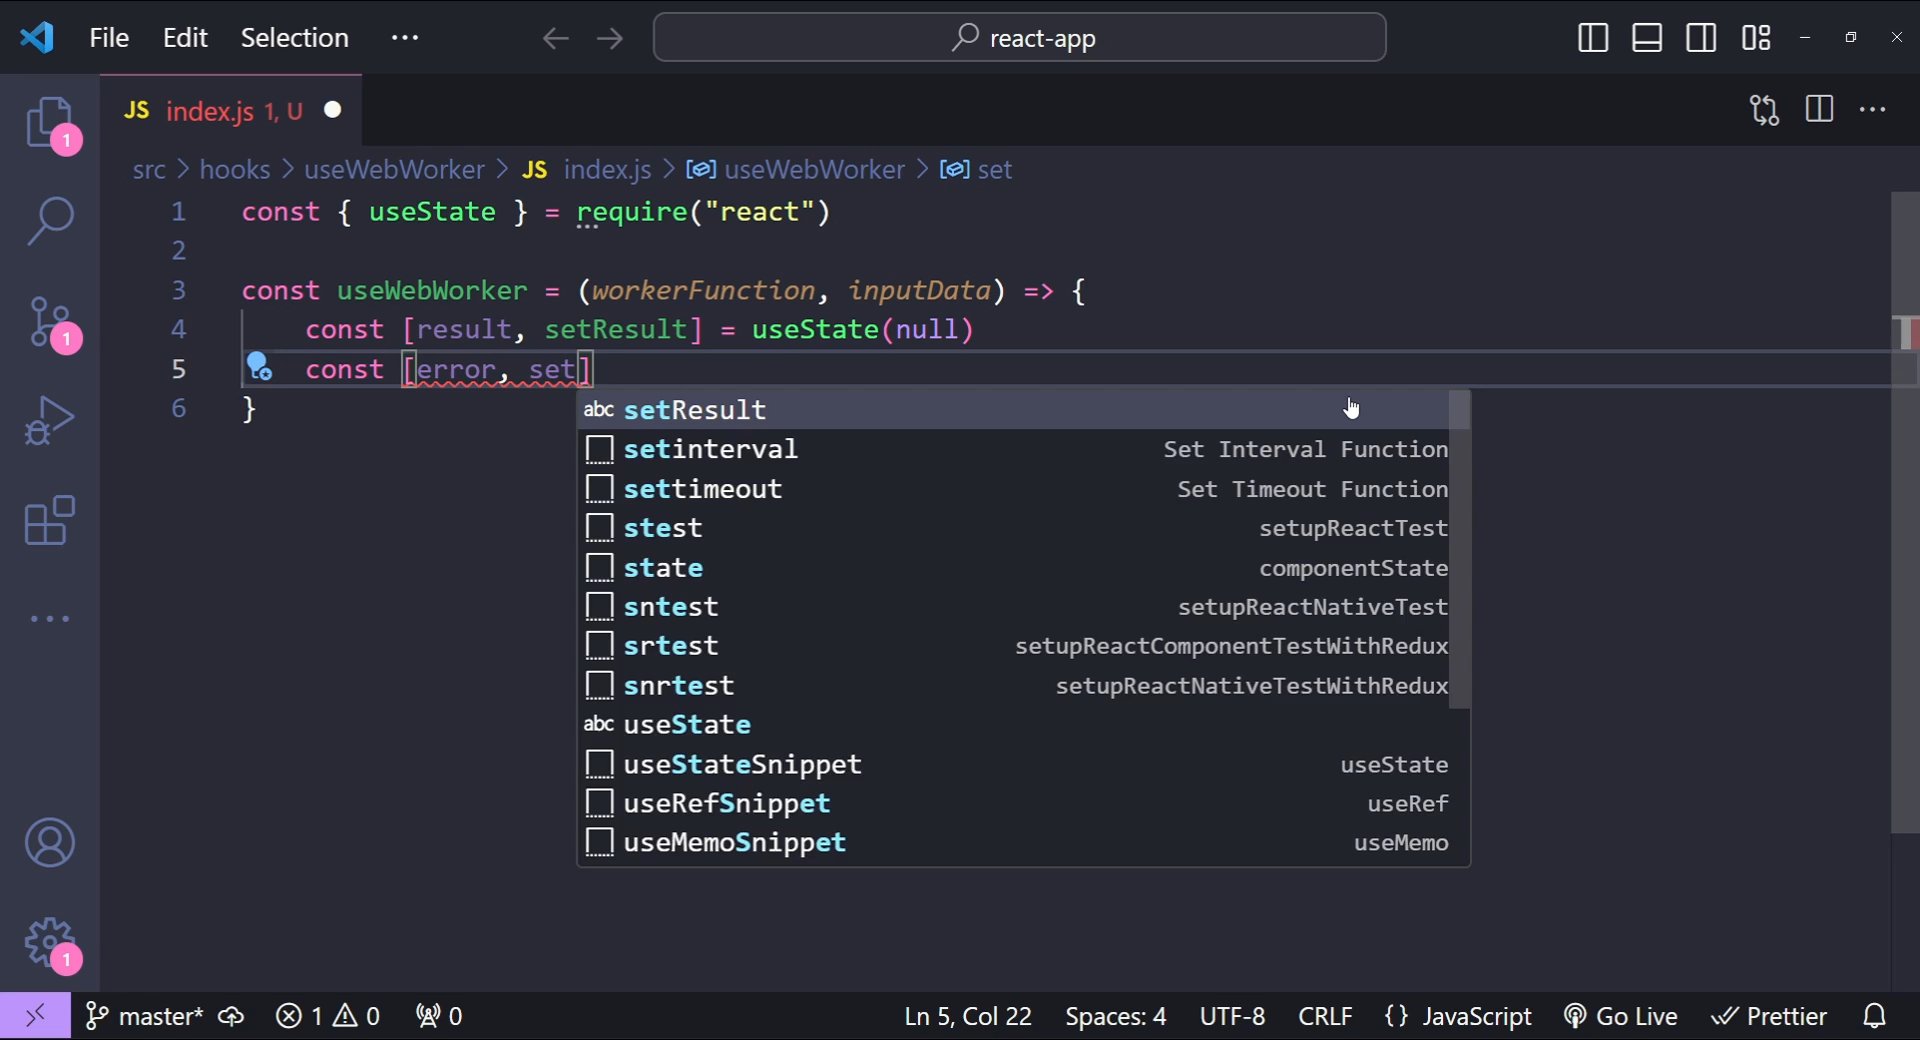 File Edit Selection ··· react-app
JS index.js 1, U
src > hooks > useWebWorker > JS index.js > useWebWorker > set
1 const { useState } = require("react")
2
3 const useWebWorker = (workerFunction, inputData) => {
4 const [result, setResult] = useState(null)
5 const [error, set]
6 }
abc setResult
setinterval Set Interval Function
settimeout Set Timeout Function
stest setupReactTest
state componentState
sntest setupReactNativeTest
srtest setupReactComponentTestWithRedux
snrtest setupReactNativeTestWithRedux
abc useState
useStateSnippet useState
useRefSnippet useRef
useMemoSnippet useMemo
1
1
1
master* 1 0 0 Ln 5, Col 22 Spaces: 4 UTF-8 CRLF {} JavaScript Go Live Prettier